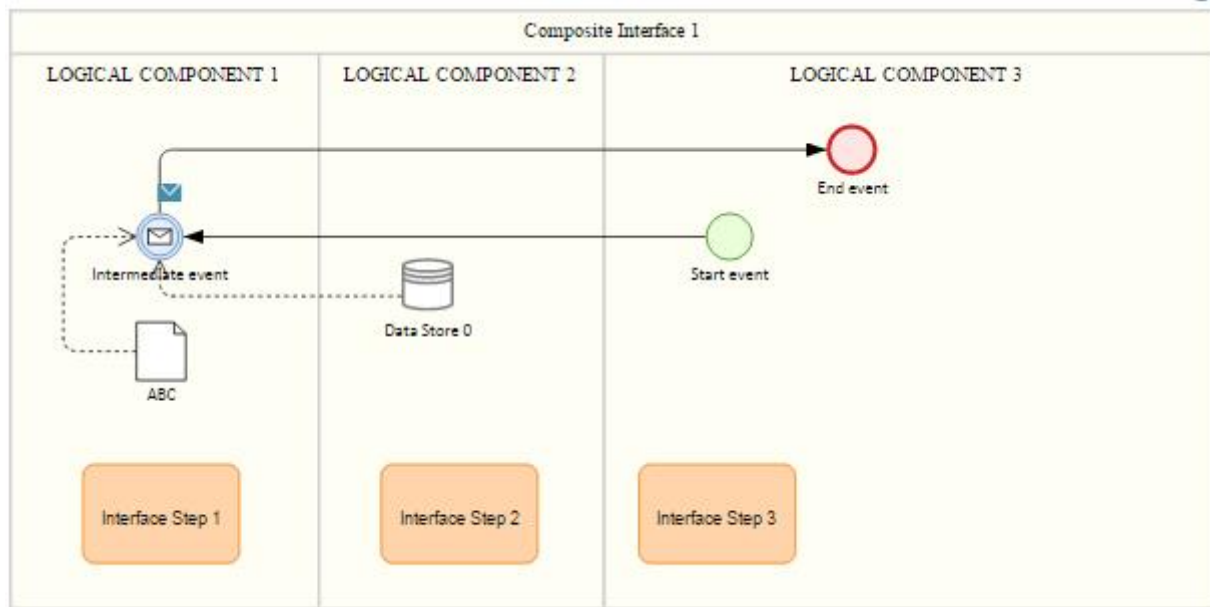 Composite Interface 1
LOGICAL COMPONENT 1
LOGICAL COMPONENT 2
LOGICAL COMPONENT 3
End event
Intermediate event
Start event
Data Store 0
ABC
Interface Step 1
Interface Step 2
Interface Step 3